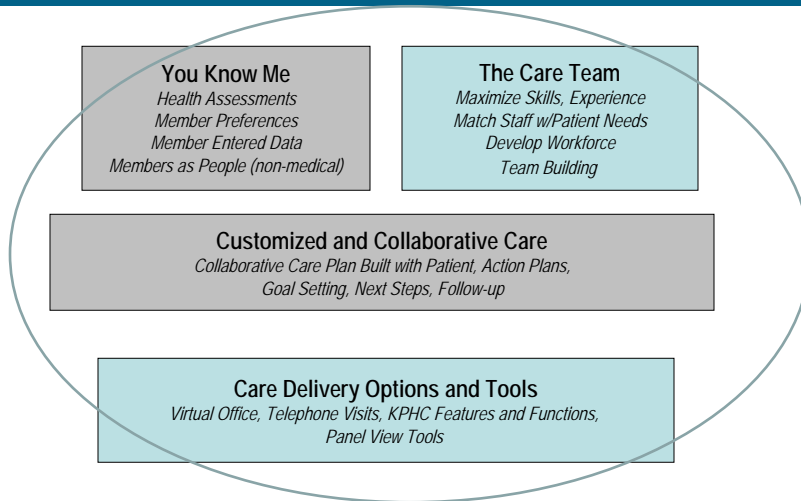 You Know Me
Health Assessments
Member Preferences
Member Entered Data
Members as People (non-medical)
The Care Team
Maximize Skills, Experience
Match Staff w/Patient Needs
Develop Workforce
Team Building
Customized and Collaborative Care
Collaborative Care Plan Built with Patient, Action Plans,
Goal Setting, Next Steps, Follow-up
Care Delivery Options and Tools
Virtual Office, Telephone Visits, KPHC Features and Functions,
Panel View Tools